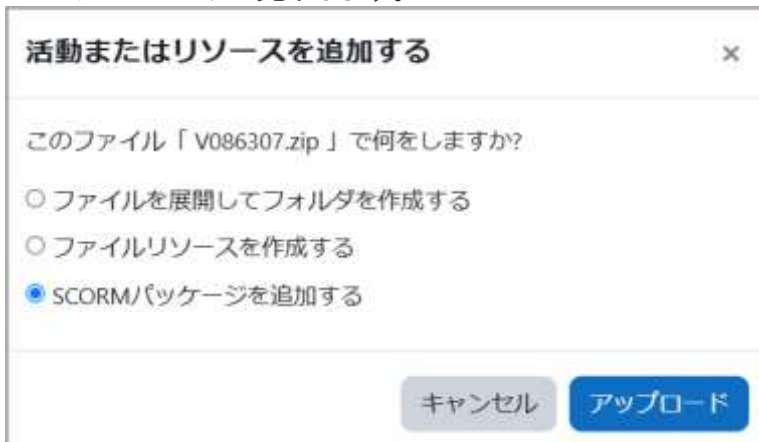 活動またはリソースを追加する ×
このファイル「 V086307.zip 」で何をしますか?
ファイルを展開してフォルダを作成する
ファイルリソースを作成する
SCORMパッケージを追加する
キャンセル アップロード